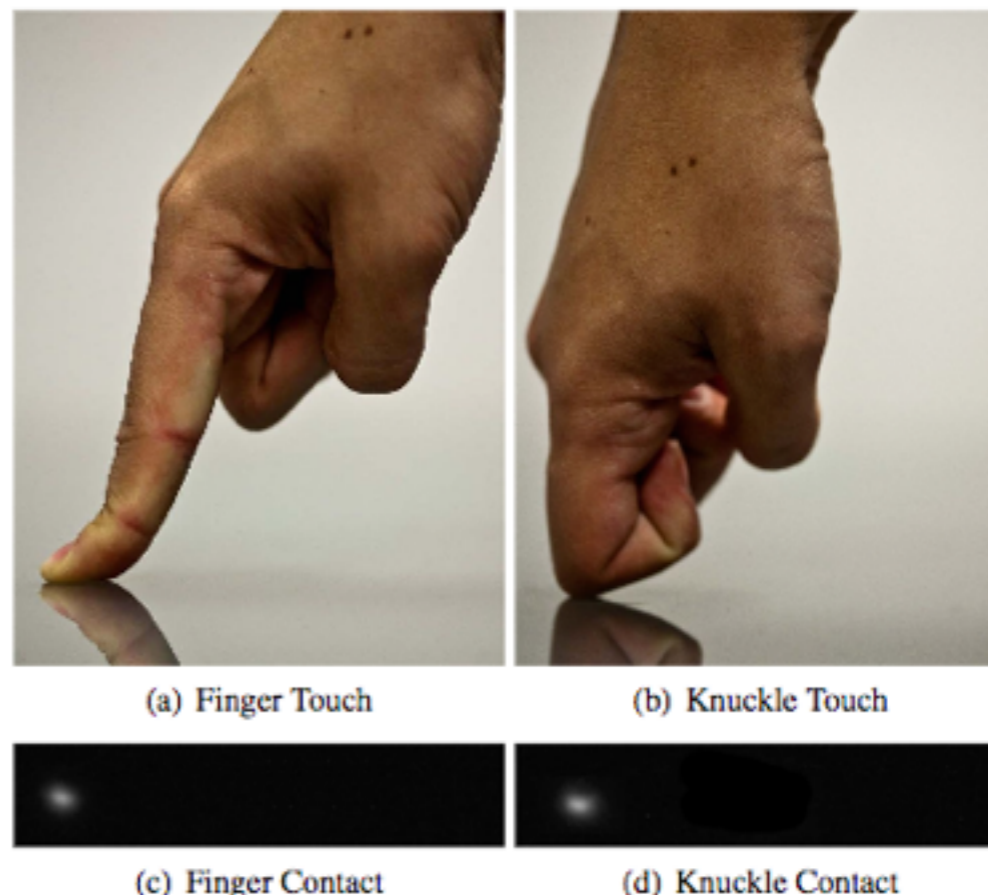 (a) Finger Touch
(b) Knuckle Touch
(c) Finger Contact
(d) Knuckle Contact